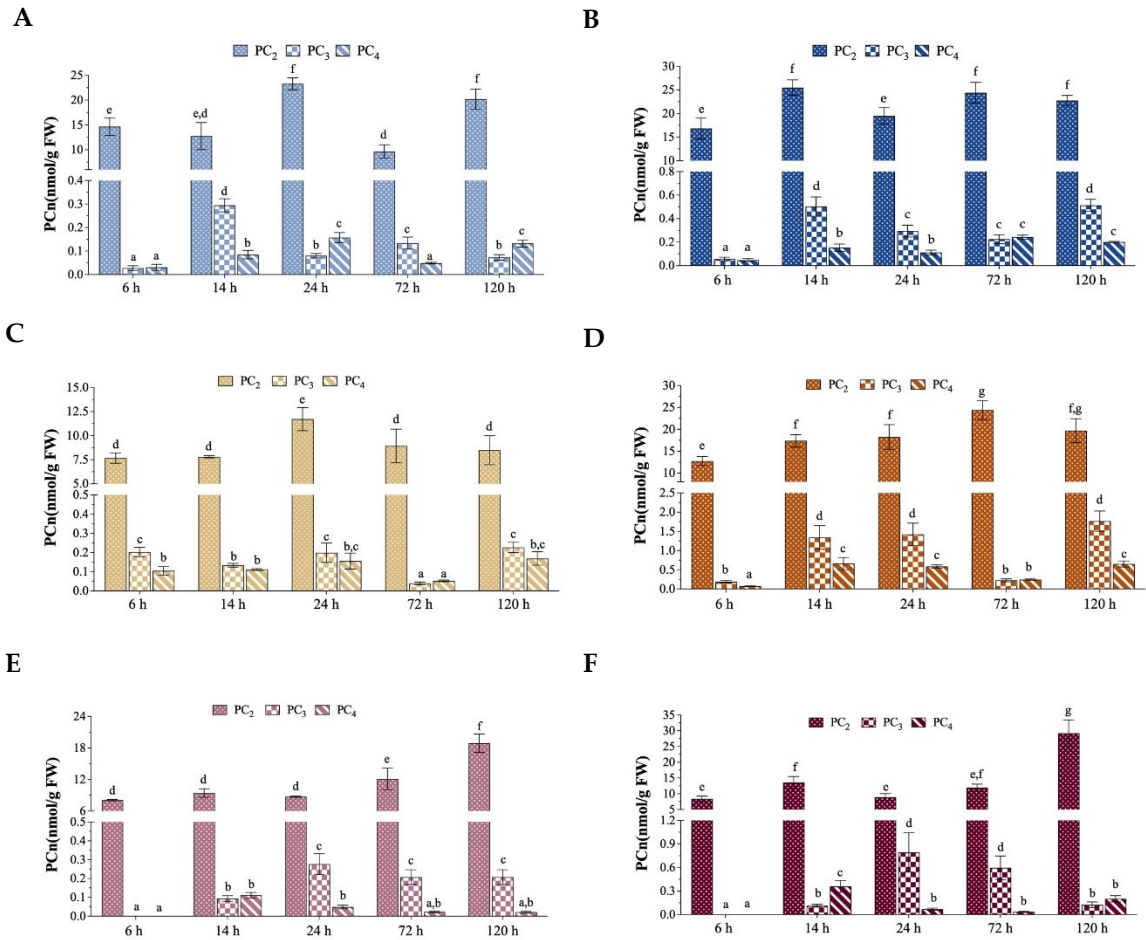 A
PC2 PC3 PC4
PCn(nmol/g FW)
25
20
15
10
0.4
0.3
0.2
0.1
0.0
e e,d f d f
a a d b b c d a b c
6 h 14 h 24 h 72 h 120 h
B
PC2 PC3 PC4
PCn(nmol/g FW)
30
25
20
15
10
0.8
0.6
0.4
0.2
0.0
e f e f f
a a d b c b c c d c
6 h 14 h 24 h 72 h 120 h
C
PC2 PC3 PC4
PCn(nmol/g FW)
15.0
12.5
10.0
7.5
5.0
0.5
0.4
0.3
0.2
0.1
0.0
d d e d d
c b b b c b,c a a c b,c
6 h 14 h 24 h 72 h 120 h
D
PC2 PC3 PC4
PCn(nmol/g FW)
30
25
20
15
10
2.5
2.0
1.5
1.0
0.5
0.0
e f f g f,g
b a d c d c b b d c
6 h 14 h 24 h 72 h 120 h
E
PC2 PC3 PC4
PCn(nmol/g FW)
24
18
12
6
0.5
0.4
0.3
0.2
0.1
0.0
d d d e f
a a b b c b c a,b c a,b
6 h 14 h 24 h 72 h 120 h
F
PC2 PC3 PC4
PCn(nmol/g FW)
35
30
25
20
15
10
5
1.2
0.9
0.6
0.3
0.0
e f e e,f g
a a b c d b d b b b
6 h 14 h 24 h 72 h 120 h